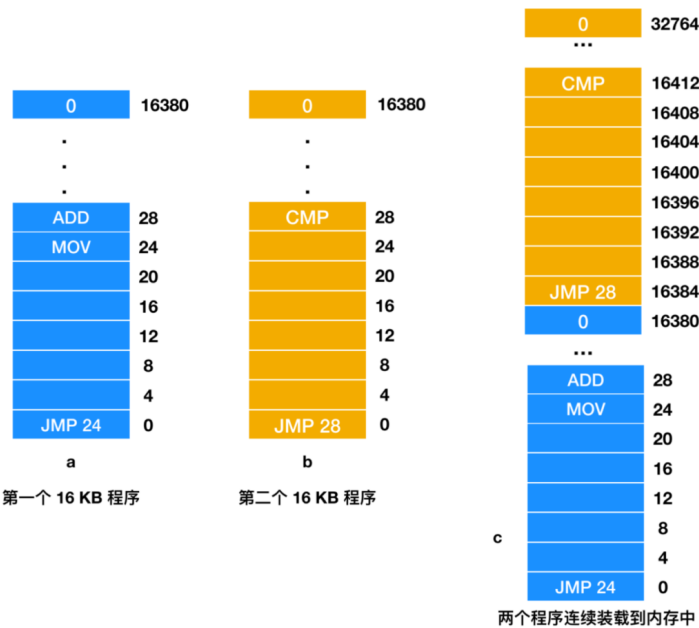 0 16380
.
.
.
ADD 28
MOV 24
20
16
12
8
4
JMP 24 0
a
第一个 16 KB 程序
0 16380
.
.
.
CMP 28
24
20
16
12
8
4
JMP 28 0
b
第二个 16 KB 程序
0 32764
...
CMP 16412
16408
16404
16400
16396
16392
16388
JMP 28 16384
0 16380
...
ADD 28
MOV 24
20
16
12
8
4
JMP 24 0
c
两个程序连续装载到内存中